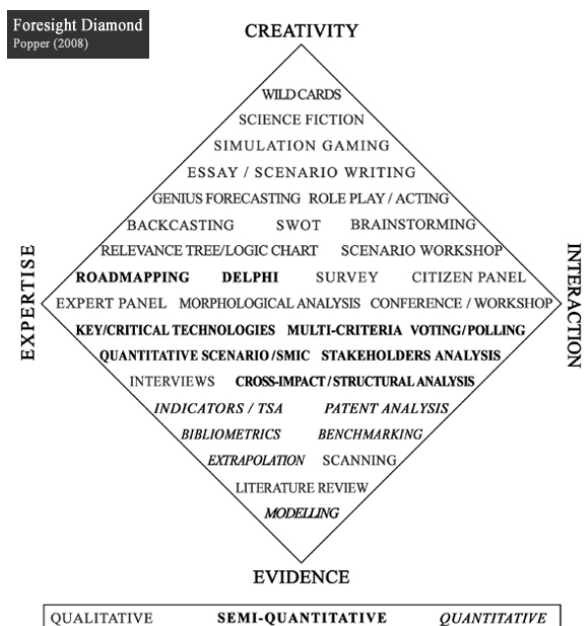 Foresight Diamond
Popper (2008)
CREATIVITY
WILD CARDS
SCIENCE FICTION
SIMULATION GAMING
ESSAY / SCENARIO WRITING
GENIUS FORECASTING ROLE PLAY / ACTING
BACKCASTING SWOT BRAINSTORMING
RELEVANCE TREE/LOGIC CHART SCENARIO WORKSHOP
ROADMAPPING DELPHI SURVEY CITIZEN PANEL
EXPERT PANEL MORPHOLOGICAL ANALYSIS CONFERENCE / WORKSHOP
KEY/CRITICAL TECHNOLOGIES MULTI-CRITERIA VOTING/POLLING
QUANTITATIVE SCENARIO/SMIC STAKEHOLDERS ANALYSIS
INTERVIEWS CROSS-IMPACT/STRUCTURAL ANALYSIS
INDICATORS / TSA PATENT ANALYSIS
BIBLIOMETRICS BENCHMARKING
EXTRAPOLATION SCANNING
LITERATURE REVIEW
MODELLING
EXPERTISE
INTERACTION
EVIDENCE
QUALITATIVE SEMI-QUANTITATIVE QUANTITATIVE